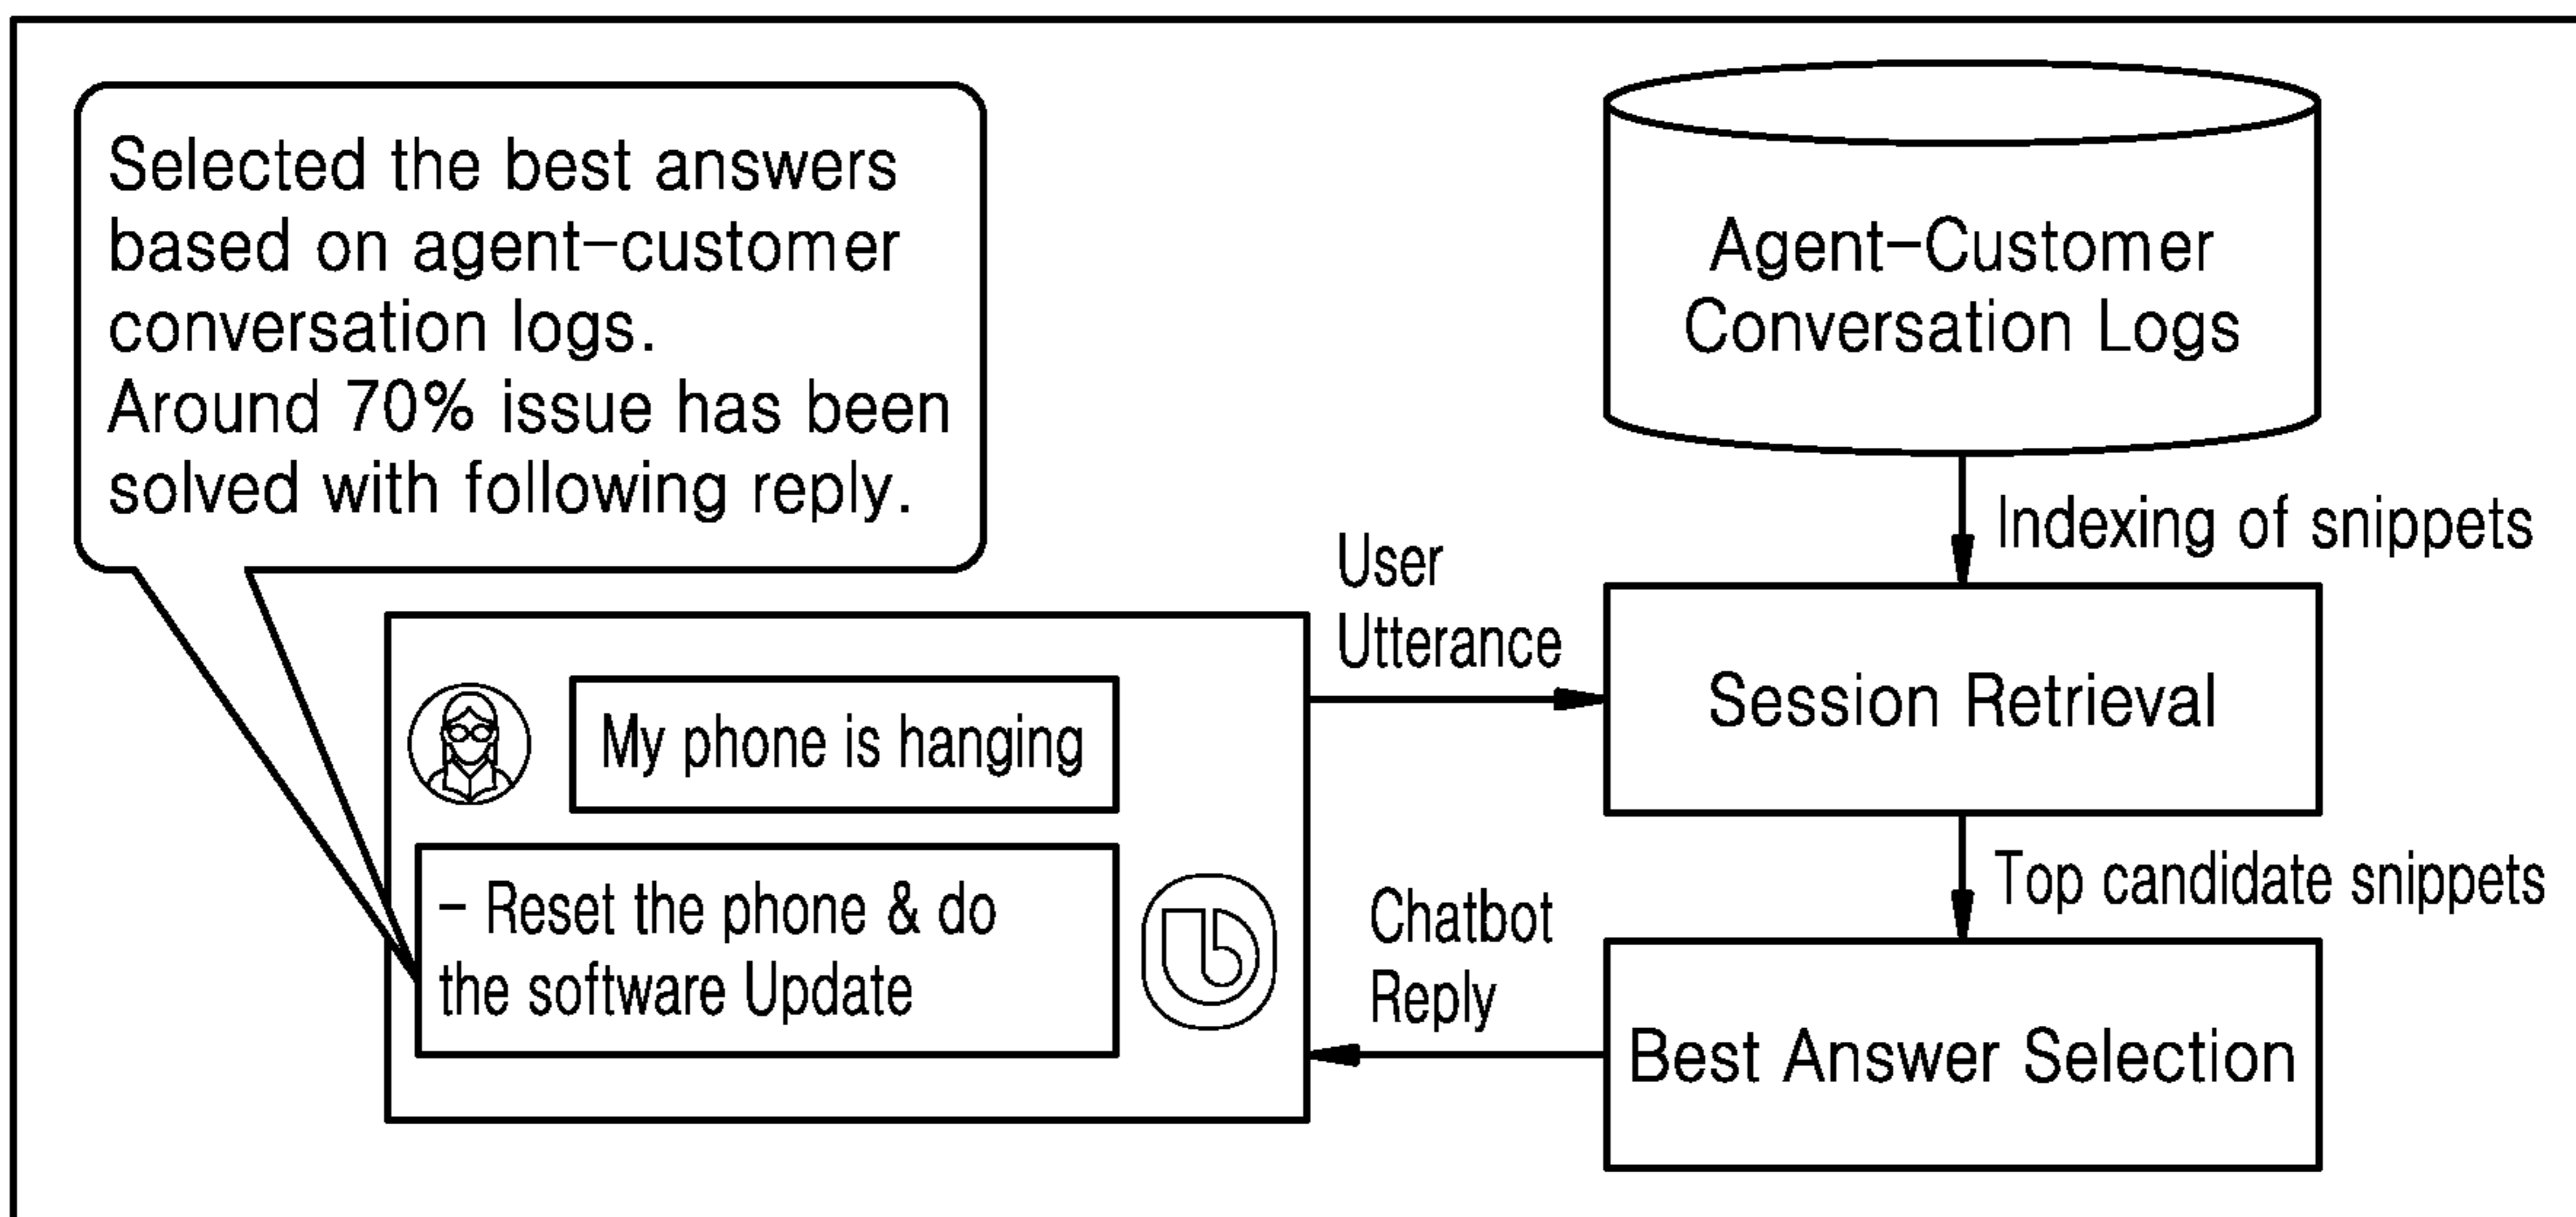 Selected the best answers
based on agent-customer
conversation logs.
Around 70% issue has been
solved with following reply.
Agent-Customer
Conversation Logs
Indexing of snippets
User
Utterance
Session Retrieval
My phone is hanging
Top candidate snippets
- Reset the phone & do
the software Update
Chatbot
Reply
Best Answer Selection